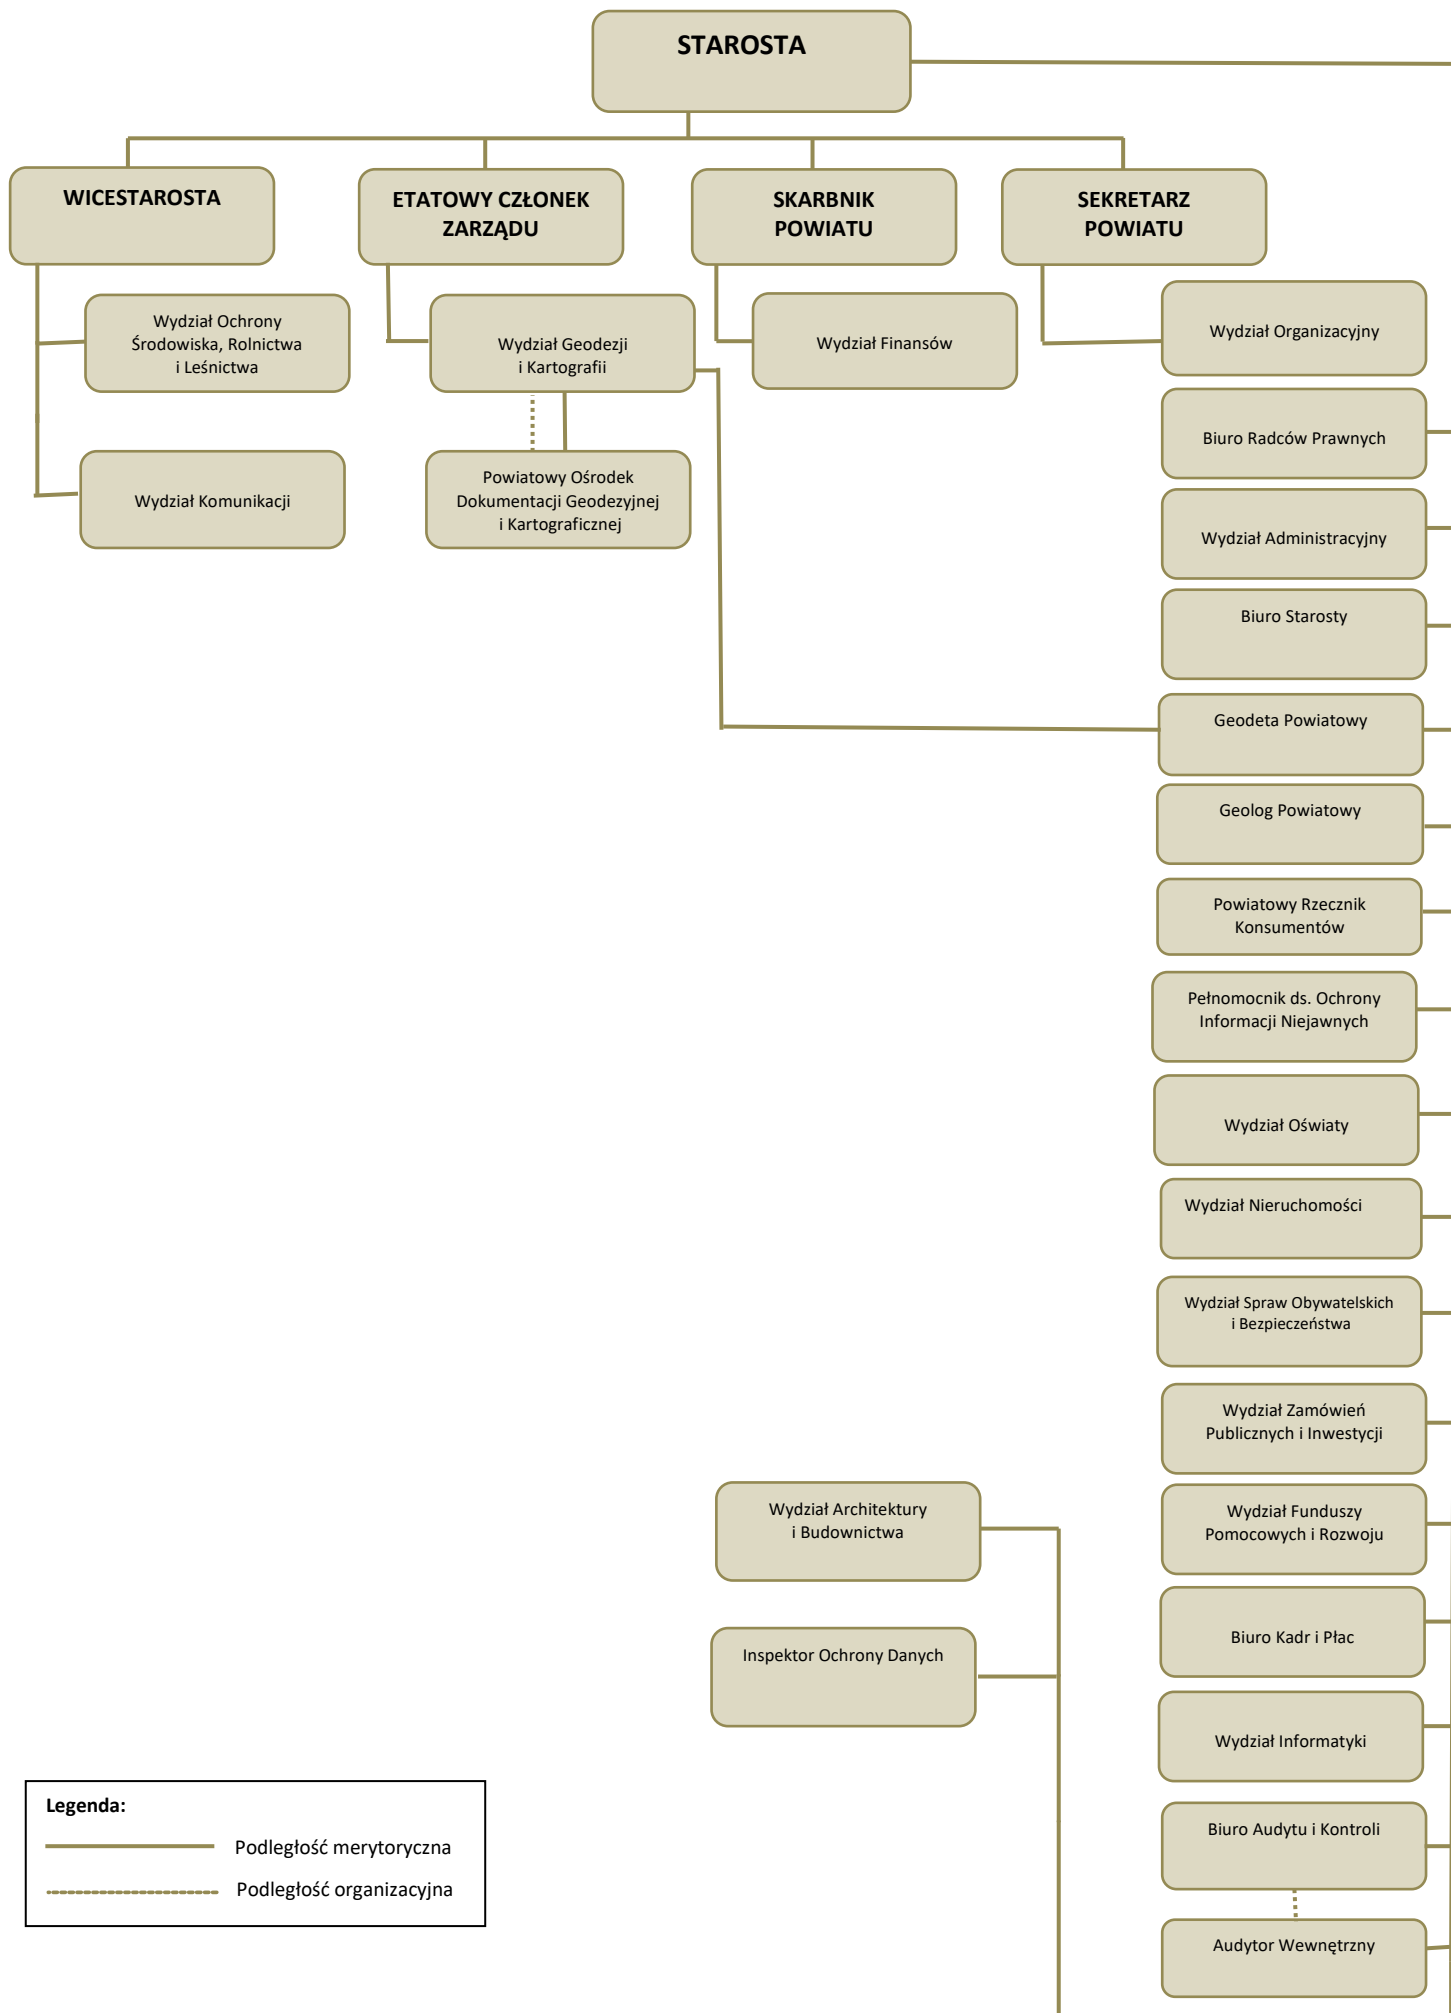 STAROSTA
WICESTAROSTA
ETATOWY CZŁONEK
ZARZĄDU
SKARBNIK
POWIATU
SEKRETARZ
POWIATU
Wydział Ochrony
Środowiska, Rolnictwa
i Leśnictwa
Wydział Geodezji
i Kartografii
Wydział Finansów
Wydział Organizacyjny
Biuro Radców Prawnych
Wydział Komunikacji
Powiatowy Ośrodek
Dokumentacji Geodezyjnej
i Kartograficznej
Wydział Administracyjny
Biuro Starosty
Geodeta Powiatowy
Geolog Powiatowy
Powiatowy Rzecznik
Konsumentów
Pełnomocnik ds. Ochrony
Informacji Niejawnych
Wydział Oświaty
Wydział Nieruchomości
Wydział Spraw Obywatelskich
i Bezpieczeństwa
Wydział Zamówień
Publicznych i Inwestycji
Wydział Architektury
i Budownictwa
Wydział Funduszy
Pomocowych i Rozwoju
Inspektor Ochrony Danych
Biuro Kadr i Płac
Wydział Informatyki
Biuro Audytu i Kontroli
Audytor Wewnętrzny
Legenda:
Podległość merytoryczna
Podległość organizacyjna